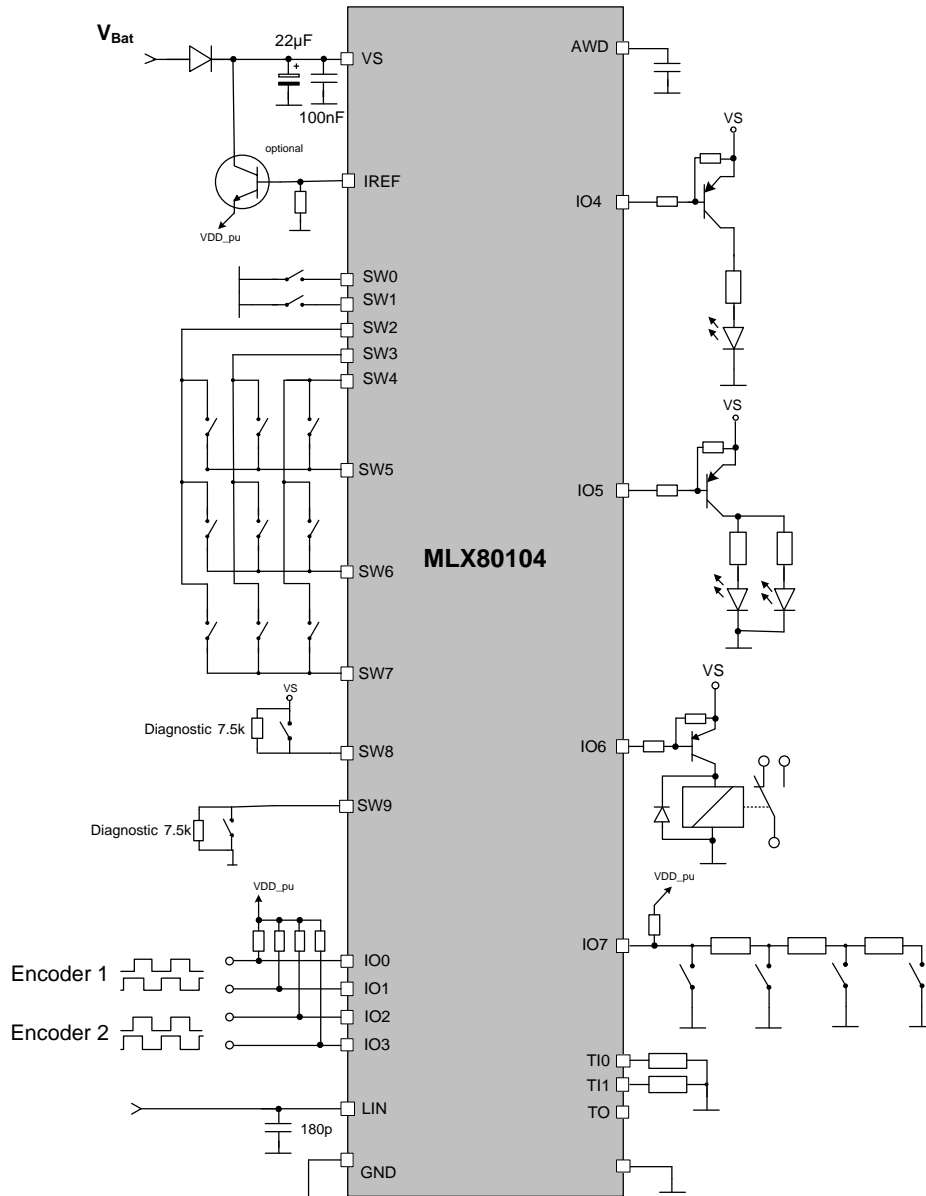 V_Bat
22µF
+
VS
AWD
100nF
VS
optional
IREF
IO4
VDD_pu
SW0
SW1
SW2
SW3
SW4
VS
SW5
IO5
MLX80104
SW6
SW7
VS
VS
Diagnostic 7.5k
SW8
IO6
SW9
Diagnostic 7.5k
VDD_pu
VDD_pu
IO7
Encoder 1
IO0
IO1
Encoder 2
IO2
IO3
TI0
TI1
TO
LIN
180p
GND